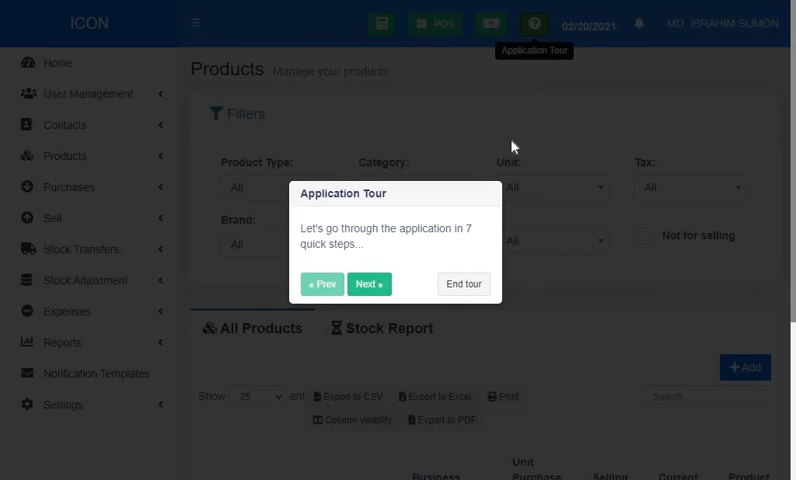 ICON
POS
02/20/2021
MD. IBRAHIM SUMON
Application Tour
Home
User Management
Contacts
Products
Purchases
Sell
Stock Transfers
Stock Adjustment
Expenses
Reports
Notification Templates
Settings
Products Manage your products
Filters
Product Type:
Category:
Unit:
Tax:
All
All
All
Brand:
All
All
Not for selling
Application Tour
Let's go through the application in 7
quick steps...
« Prev
Next »
End tour
All Products
Stock Report
+ Add
Show 25 ent
Export to CSV
Export to Excel
Print
Search
Column visibility
Export to PDF
Business
Unit
Purchase
Selling
Current
Product